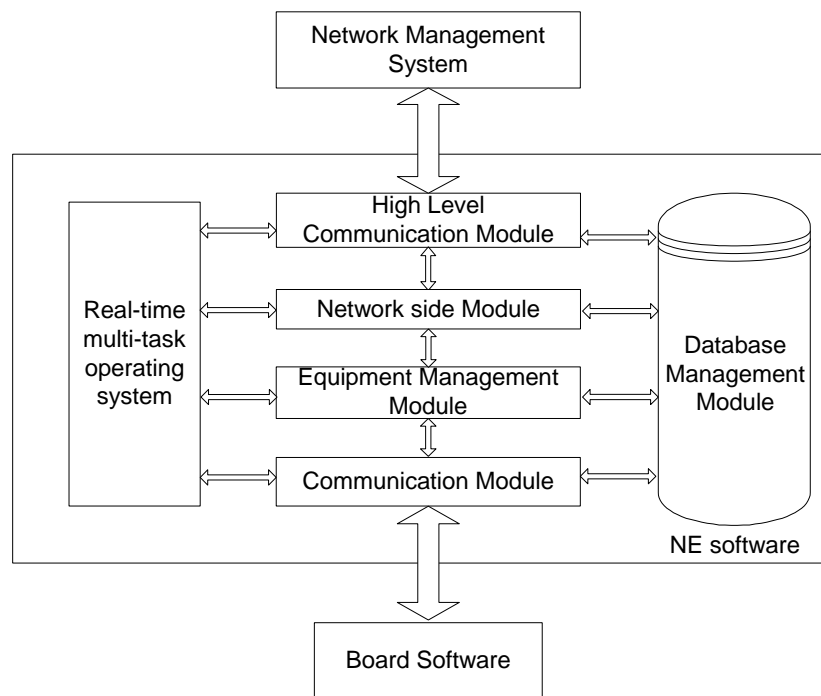 Network Management
System
High Level
Communication Module
Network side Module
Equipment Management
Module
Communication Module
Real-time
multi-task
operating
system
Database
Management
Module
NE software
Board Software